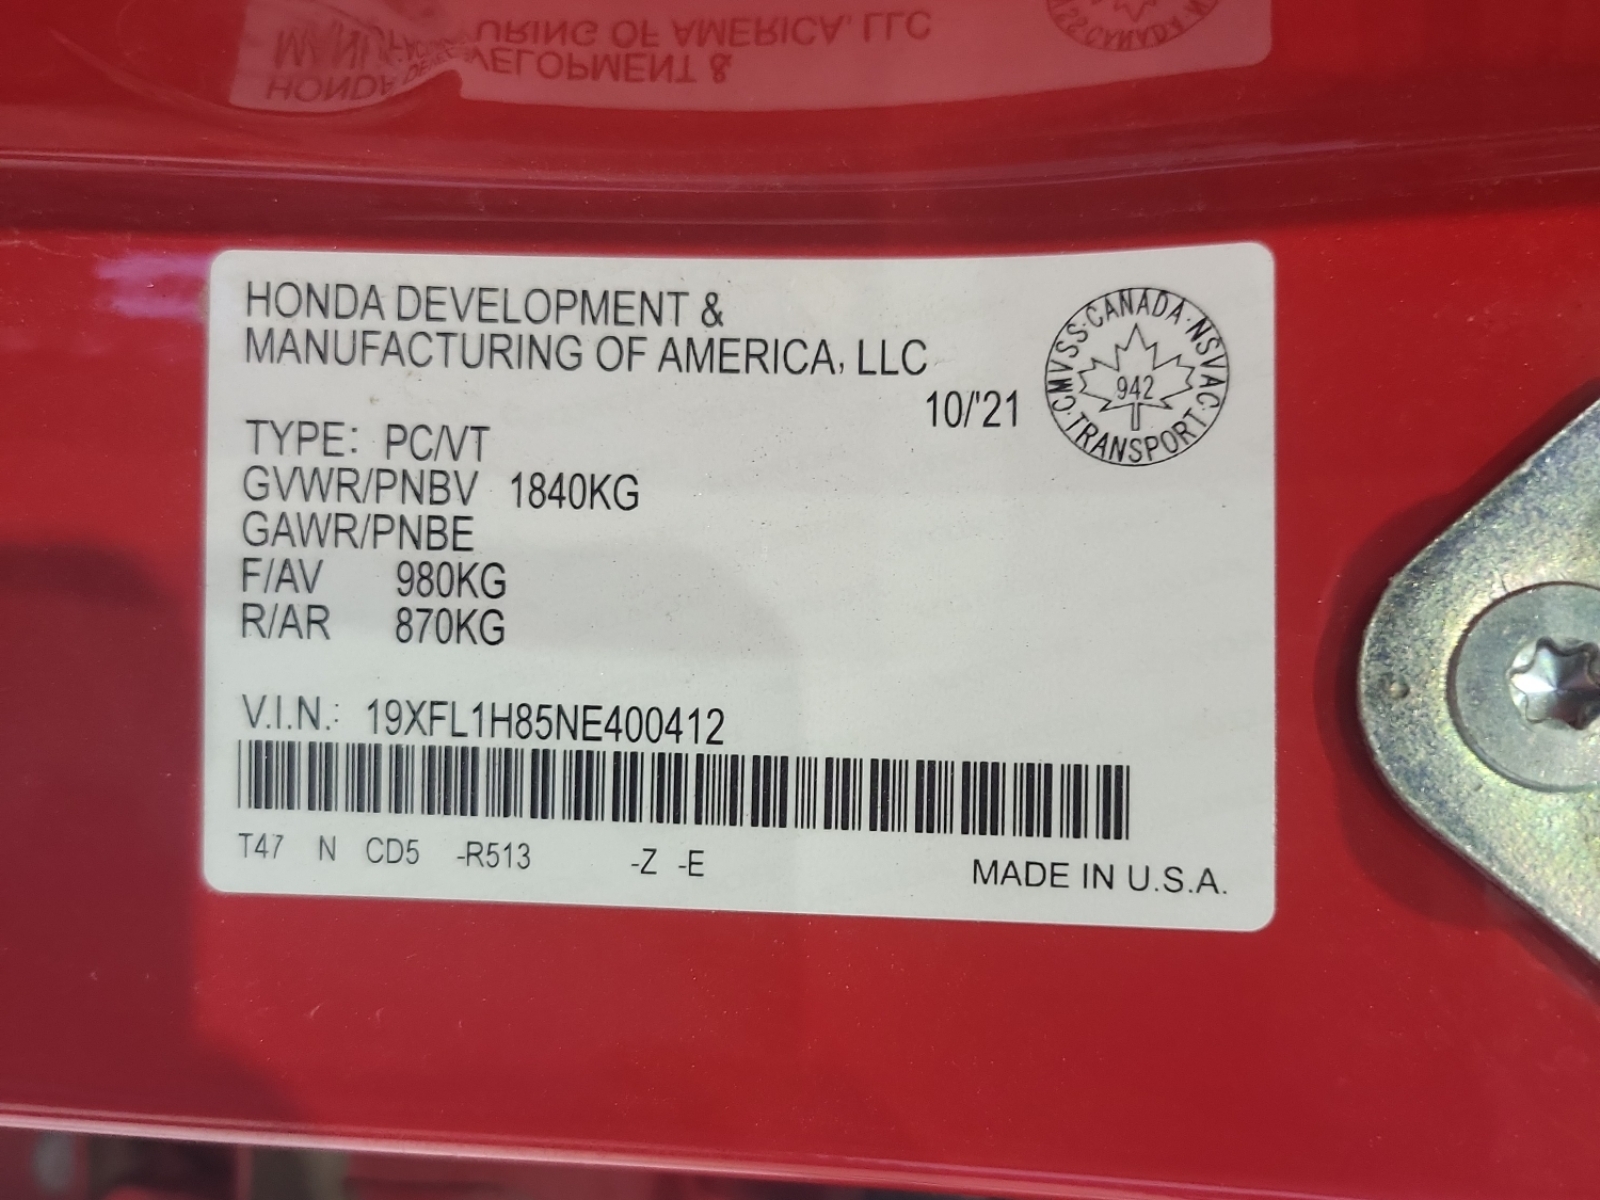 HONDA DEVELOPMENT &
MANUFACTURING OF AMERICA, LLC
10/'21
CMVSS·CANADA·NSVAC·TRANSPORT
942
TYPE: PC/VT
GVWR/PNBV 1840KG
GAWR/PNBE
F/AV 980KG
R/AR 870KG
V.I.N.: 19XFL1H85NE400412
T47 N CD5 -R513 -Z -E
MADE IN U.S.A.